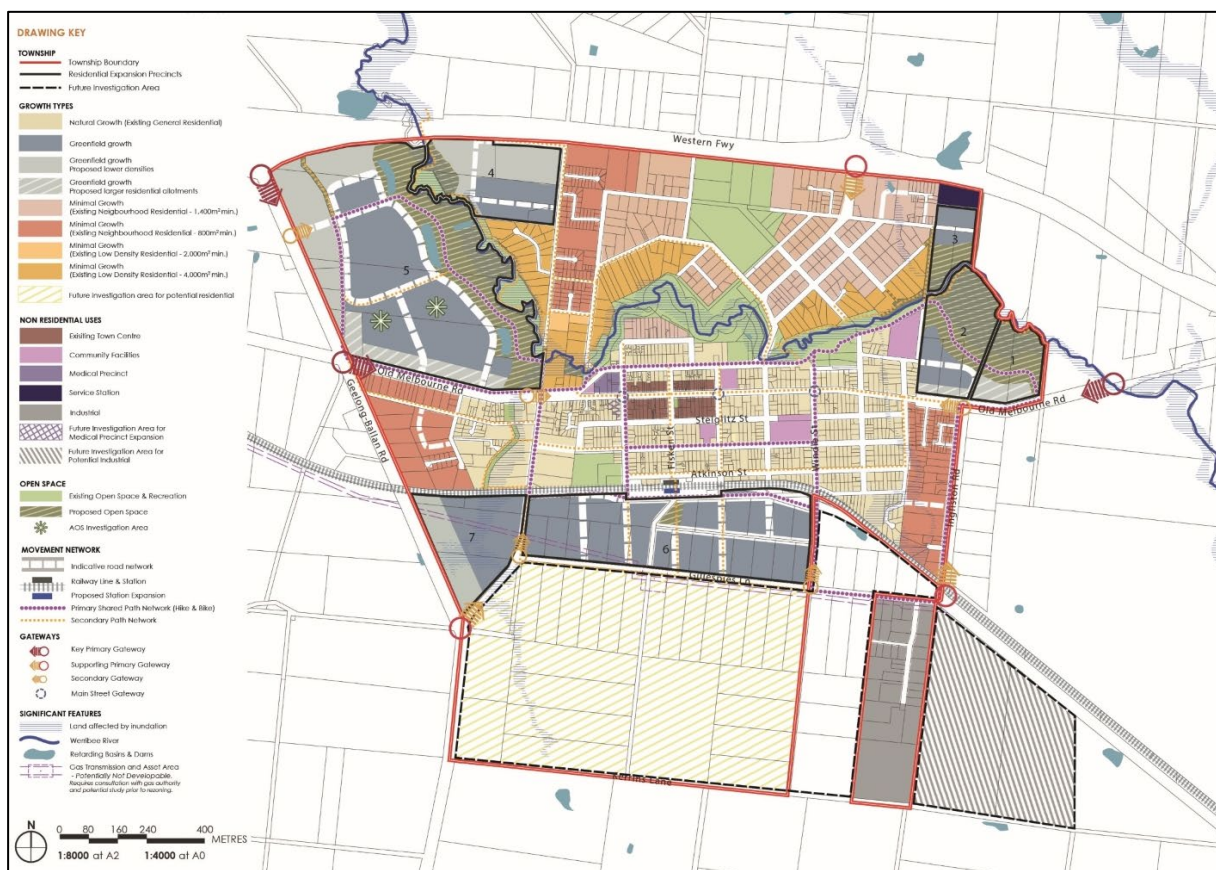 DRAWING KEY
TOWNSHIP
Township Boundary
Residential Expansion Precincts
Future Investigation Area
GROWTH TYPES
Natural Growth (Existing General Residential)
Greenfield growth
Greenfield growth
Proposed lower densities
Greenfield growth
Proposed larger residential allotments
Minimal Growth
(Existing Neigbourhood Residential - 1,400m² min.)
Minimal Growth
(Existing Neighbourhood Residential - 800m² min.)
Minimal Growth
(Existing Low Density Residential - 2,000m² min.)
Minimal Growth
(Existing Low Density Residential - 4,000m² min.)
Future investigation area for potential residential
NON RESIDENTIAL USES
Existing Town Centre
Community Facilities
Medical Precinct
Service Station
Industrial
Future Investigation Area for
Medical Precinct Expansion
Future Investigation Area for
Potential Industrial
OPEN SPACE
Existing Open Space & Recreation
Proposed Open Space
AOS Investigation Area
MOVEMENT NETWORK
Indicative road network
Railway Line & Station
Proposed Station Expansion
Primary Shared Path Network (Hike & Bike)
Secondary Path Network
GATEWAYS
Key Primary Gateway
Supporting Primary Gateway
Secondary Gateway
Main Street Gateway
SIGNIFICANT FEATURES
Land affected by inundation
Werribee River
Retarding Basins & Dams
Gas Transmission and Asset Area
- Potentially Not Developable.
Requires consultation with gas authority
and potential study prior to rezoning.
N
0 80 160 240 400
METRES
1:8000 at A2 1:4000 at A0
Western Fwy
4
3
5
2
1
Old Melbourne Rd
Old Melbourne Rd
Geelong-Ballan Rd
Steiglitz St
Fisken St
Atkinson St
Ingliston Rd
7
6
Gillespies Ln
Kerrins Lane